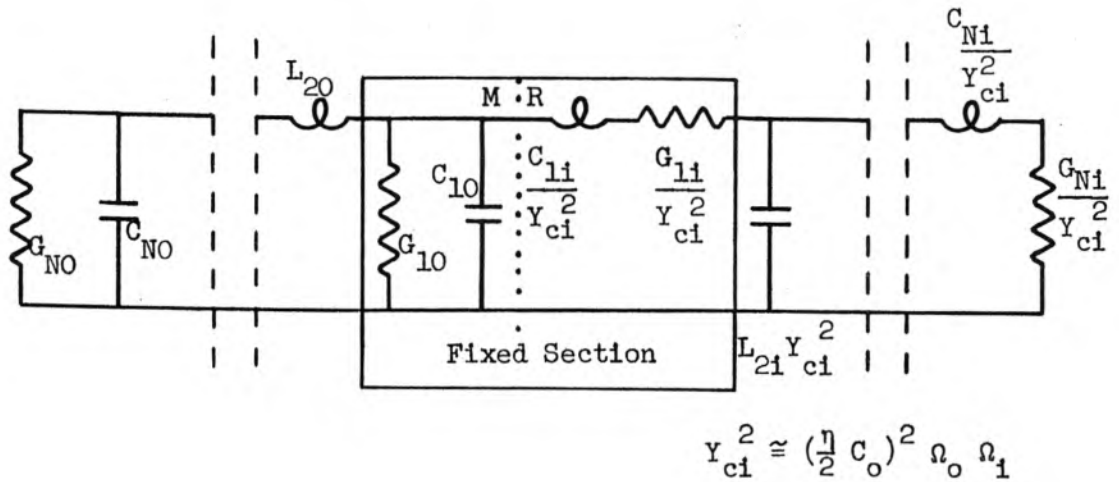 C_Ni / Y_ci^2
L_20
M R
C_10
C_1i / Y_ci^2
G_1i / Y_ci^2
G_NO
C_NO
G_10
G_Ni / Y_ci^2
Fixed Section
L_2i Y_ci^2
Y_ci^2 ≅ (η/2 C_o)^2 Ω_o Ω_i